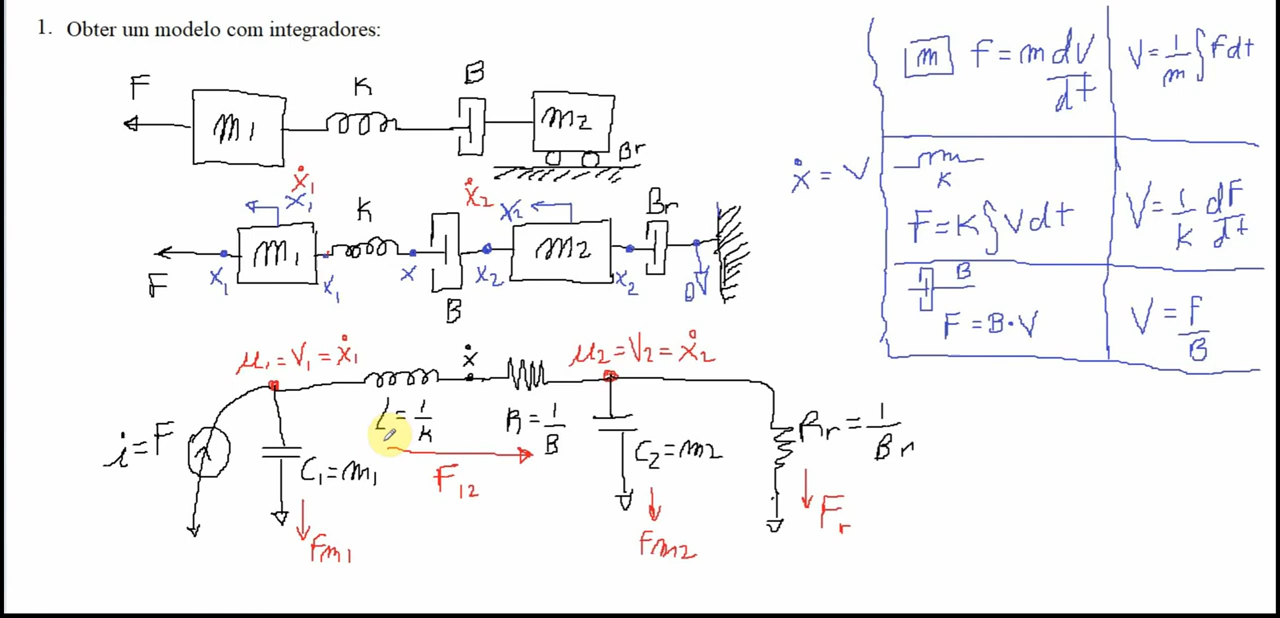 1. Obter um modelo com integradores:
F m1 K B m2 Br
ẋ1 ẋ2
x1 K x2 Br
F x1 m1 x1 x B x2 m2 x2 0V
μ1 = V1 = ẋ1 ẋ μ2 = V2 = ẋ2
i = F C1 = m1 L = 1/K R = 1/B C2 = m2 Rr = 1/Br
F12
Fm1 Fm2 Fr
ẋ = V
m F = m dV/dt V = 1/m ∫ F dt
K
F = K ∫ V dt V = 1/K dF/dt
B
F = B · V V = F/B